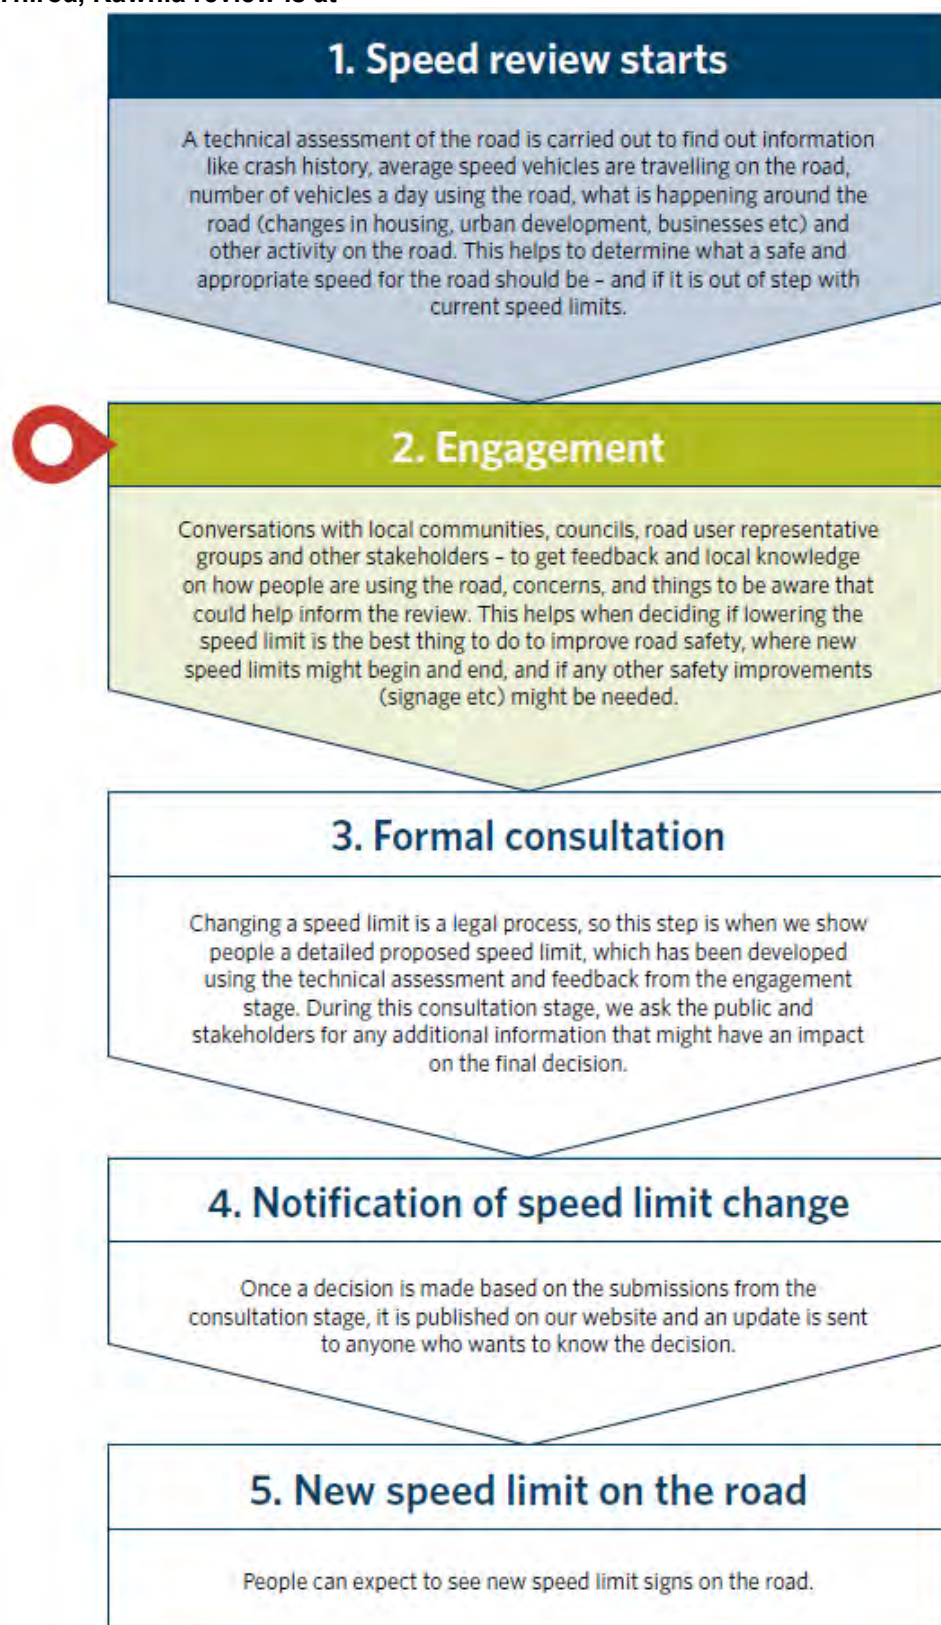 Kawhia review is at
1. Speed review starts
A technical assessment of the road is carried out to find out information
like crash history, average speed vehicles are travelling on the road,
number of vehicles a day using the road, what is happening around the
road (changes in housing, urban development, businesses etc) and
other activity on the road. This helps to determine what a safe and
appropriate speed for the road should be – and if it is out of step with
current speed limits.
2. Engagement
Conversations with local communities, councils, road user representative
groups and other stakeholders – to get feedback and local knowledge
on how people are using the road, concerns, and things to be aware that
could help inform the review. This helps when deciding if lowering the
speed limit is the best thing to do to improve road safety, where new
speed limits might begin and end, and if any other safety improvements
(signage etc) might be needed.
3. Formal consultation
Changing a speed limit is a legal process, so this step is when we show
people a detailed proposed speed limit, which has been developed
using the technical assessment and feedback from the engagement
stage. During this consultation stage, we ask the public and
stakeholders for any additional information that might have an impact
on the final decision.
4. Notification of speed limit change
Once a decision is made based on the submissions from the
consultation stage, it is published on our website and an update is sent
to anyone who wants to know the decision.
5. New speed limit on the road
People can expect to see new speed limit signs on the road.